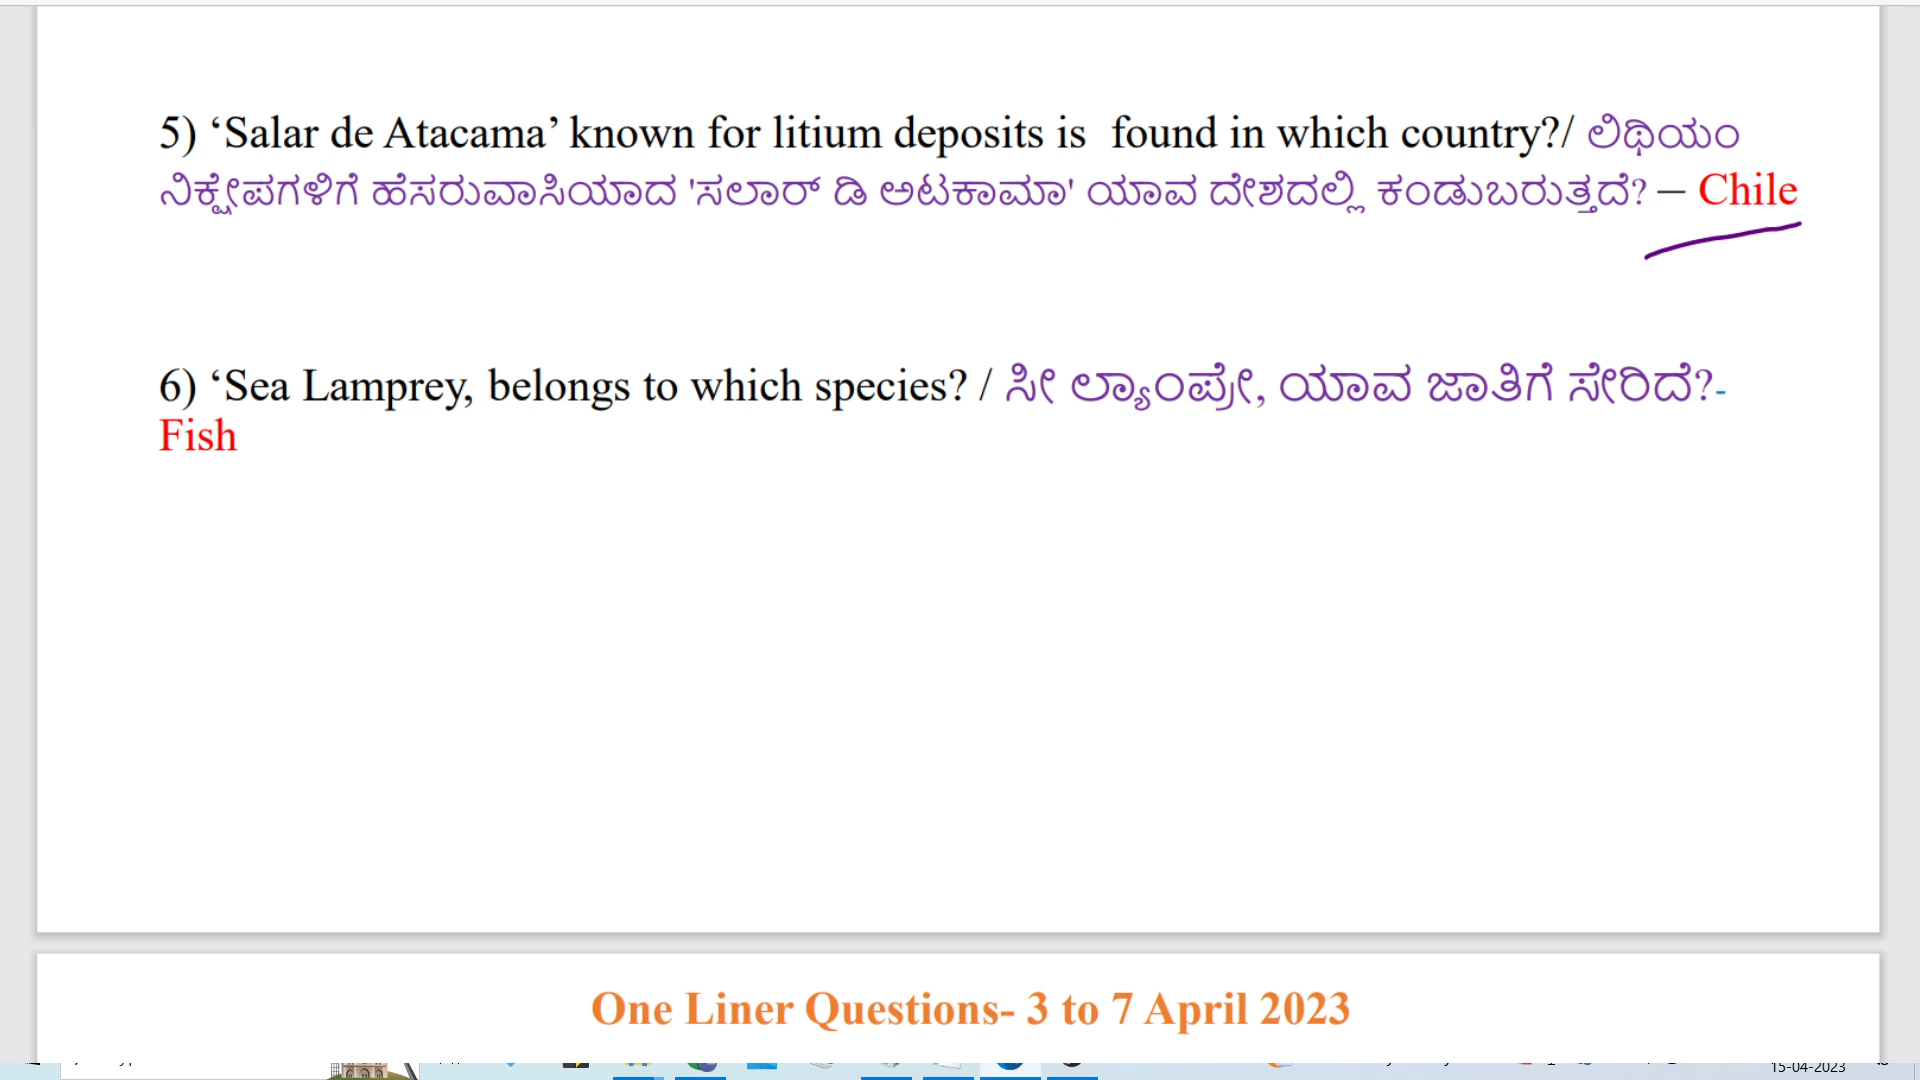 5) ‘Salar de Atacama’ known for litium deposits is found in which country?/ ಲಿಥಿಯಂ
ನಿಕ್ಷೇಪಗಳಿಗೆ ಹೆಸರುವಾಸಿಯಾದ 'ಸಲಾರ್ ಡಿ ಅಟಕಾಮಾ' ಯಾವ ದೇಶದಲ್ಲಿ ಕಂಡುಬರುತ್ತದೆ? – Chile
6) ‘Sea Lamprey, belongs to which species? / ಸೀ ಲ್ಯಾಂಪ್ರೇ, ಯಾವ ಜಾತಿಗೆ ಸೇರಿದೆ?-
Fish
One Liner Questions- 3 to 7 April 2023
15-04-2023